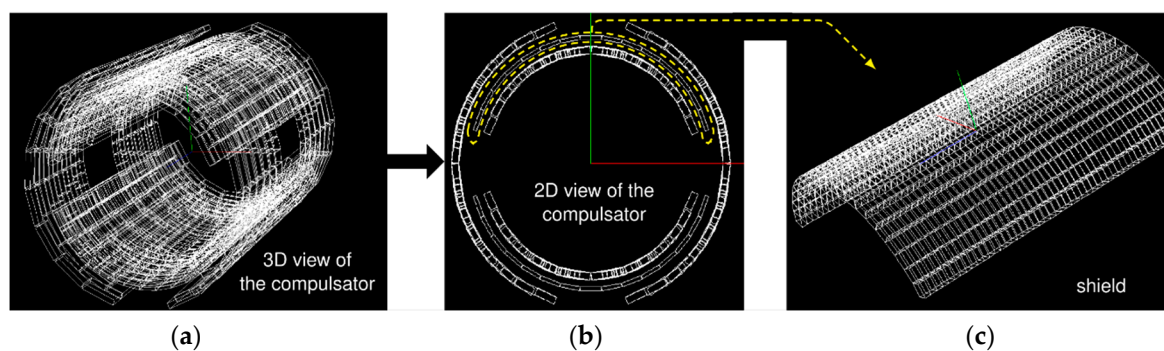 3D view of
the compulsator
2D view of the
compulsator
shield
(a)
(b)
(c)